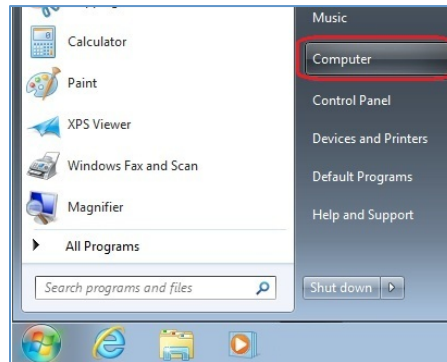 Calculator
Paint
XPS Viewer
Windows Fax and Scan
Magnifier
All Programs
Search programs and files
Music
Computer
Control Panel
Devices and Printers
Default Programs
Help and Support
Shut down